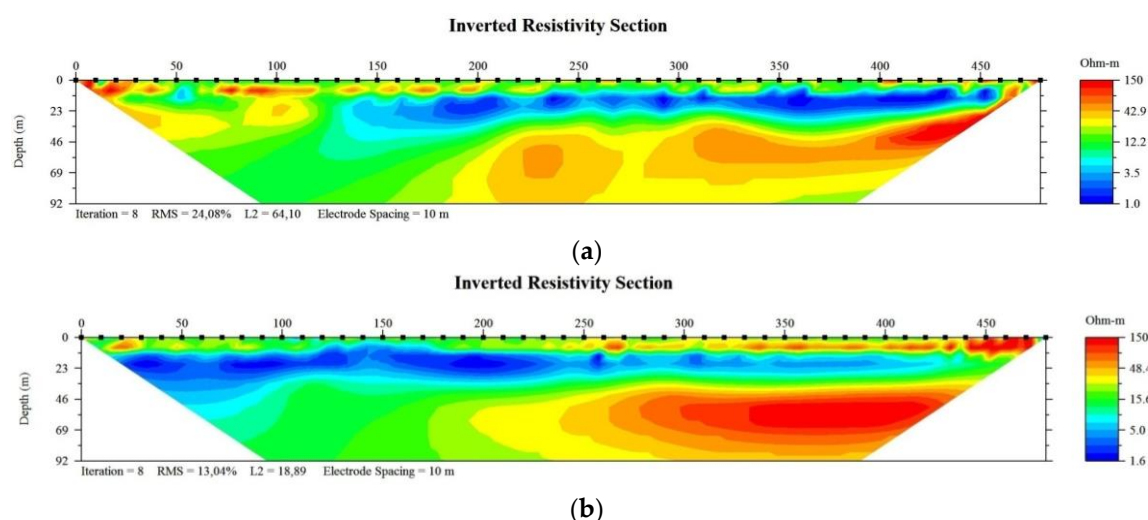 Inverted Resistivity Section
0 50 100 150 200 250 300 350 400 450
Ohm-m
Depth (m)
0
23
46
69
92
150
42.9
12.2
3.5
1.0
Iteration = 8 RMS = 24,08% L2 = 64,10 Electrode Spacing = 10 m
(a)
Inverted Resistivity Section
0 50 100 150 200 250 300 350 400 450
Ohm-m
Depth (m)
0
23
46
69
92
150
48.4
15.6
5.0
1.6
Iteration = 8 RMS = 13,04% L2 = 18,89 Electrode Spacing = 10 m
(b)